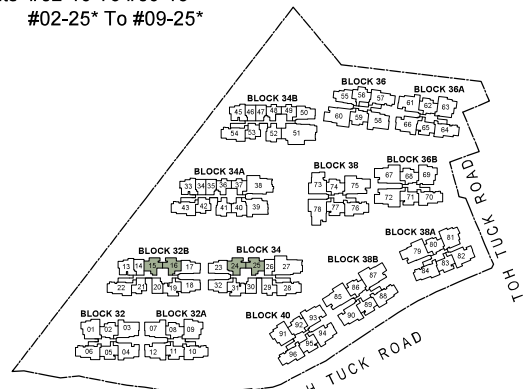 #02-25* To #09-25*
BLOCK 36
BLOCK 36A
55 56 57
61 62 63
60 59 58
66 65 64
BLOCK 34B
45 46 47 48 49 50
54 53 52 51
BLOCK 34A
33 34 35 36 37 38
43 42 41 40 39
BLOCK 38
73 74 75
78 77 76
BLOCK 36B
67 68 69
72 71 70
BLOCK 38A
79 80 81
84 83 82
BLOCK 32B
13 14 15 16 17
22 21 20 19 18
BLOCK 34
23 24 25 26 27
32 31 30 29 28
BLOCK 38B
85 86 87
90 89 88
BLOCK 32
01 02 03
06 05 04
BLOCK 32A
07 08 09
12 11 10
BLOCK 40
91 92 93
96 95 94
TOH TUCK ROAD
TUCK ROAD